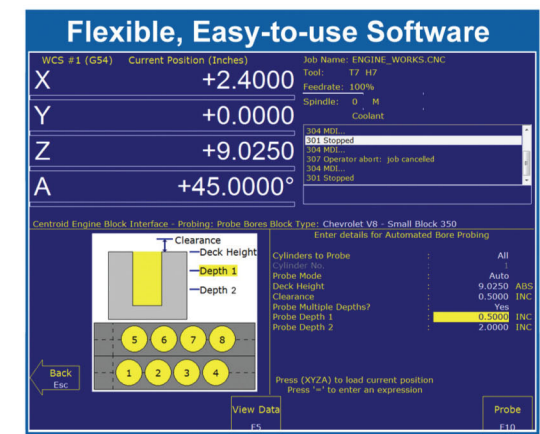 Flexible, Easy-to-use Software
WCS #1 (G54) Current Position (Inches)
X +2.4000
Y +0.0000
Z +9.0250
A +45.0000°
Job Name: ENGINE_WORKS.CNC
Tool: T7 H7
Feedrate: 100%
Spindle: 0 M
Coolant
304 MDI...
301 Stopped
304 MDI...
307 Operator abort: job cancelled
304 MDI...
301 Stopped
Centroid Engine Block Interface - Probing: Probe Bores Block Type: Chevrolet V8 - Small Block 350
Clearance
Deck Height
Depth 1
Depth 2
5 6 7 8
1 2 3 4
Enter details for Automated Bore Probing
Cylinders to Probe : All
Cylinder No. : 1
Probe Mode : Auto
Deck Height : 9.0250 ABS
Clearance : 0.5000 INC
Probe Multiple Depths? : Yes
Probe Depth 1 : 0.5000 INC
Probe Depth 2 : 2.0000 INC
Press (XYZA) to load current position
Press '=' to enter an expression
Back
Esc
View Data
F5
Probe
F10